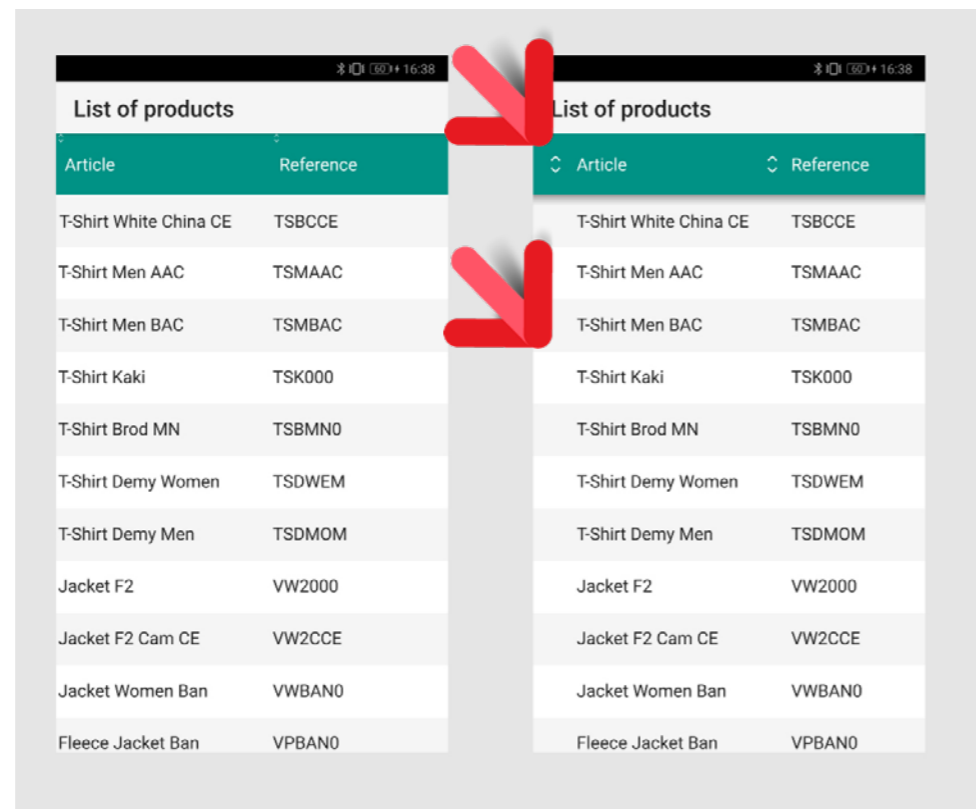 60 16:38
List of products
Article Reference
T-Shirt White China CE TSBCCE
T-Shirt Men AAC TSMAAC
T-Shirt Men BAC TSMBAC
T-Shirt Kaki TSK000
T-Shirt Brod MN TSBMN0
T-Shirt Demy Women TSDWEM
T-Shirt Demy Men TSDMOM
Jacket F2 VW2000
Jacket F2 Cam CE VW2CCE
Jacket Women Ban VWBAN0
Fleece Jacket Ban VPBAN0
60 16:38
List of products
Article Reference
T-Shirt White China CE TSBCCE
T-Shirt Men AAC TSMAAC
T-Shirt Men BAC TSMBAC
T-Shirt Kaki TSK000
T-Shirt Brod MN TSBMN0
T-Shirt Demy Women TSDWEM
T-Shirt Demy Men TSDMOM
Jacket F2 VW2000
Jacket F2 Cam CE VW2CCE
Jacket Women Ban VWBAN0
Fleece Jacket Ban VPBAN0